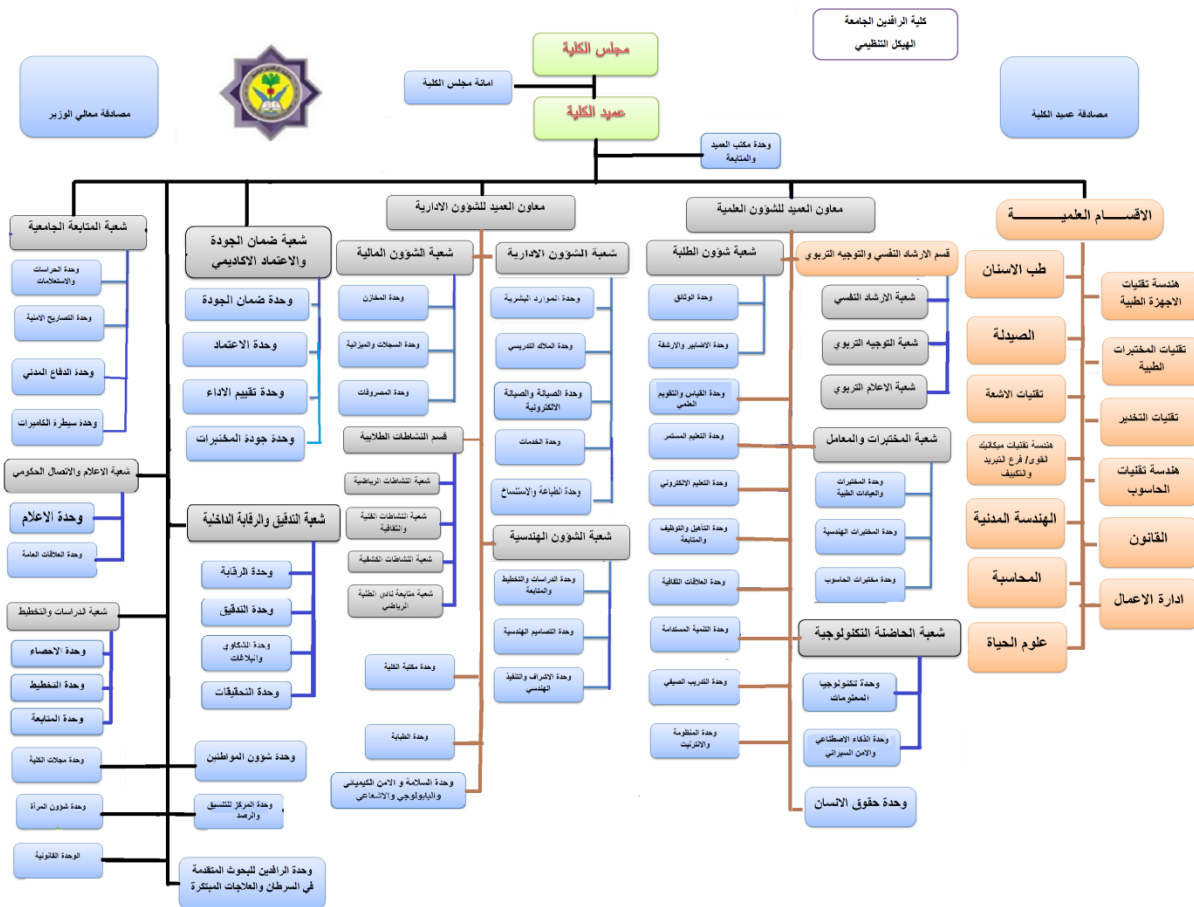 كلية الرافدين الجامعة
الهيكل التنظيمي
مجلس الكلية
امانة مجلس الكلية
عميد الكلية
مصادقة معالي الوزير
مصادقة عميد الكلية
وحدة مكتب العميد
والمتابعة
الاقســـام العلميـــــة
طب الاسنان
هندسة تقنيات
الاجهزة الطبية
الصيدلة
تقنيات المختبرات
الطبية
تقنيات الاشعة
تقنيات التخدير
هندسة تقنيات ميكانيك
القوى/ فرع التبريد
والتكييف
هندسة تقنيات
الحاسوب
الهندسة المدنية
القانون
المحاسبة
ادارة الاعمال
علوم الحياة
معاون العميد للشؤون العلمية
قسم الارشاد النفسي والتوجيه التربوي
شعبة الارشاد النفسي
شعبة التوجيه التربوي
شعبة الاعلام التربوي
شعبة شؤون الطلبة
وحدة الوثائق
وحدة الاضابير والارشفة
وحدة القياس والتقويم
العلمي
وحدة التعليم المستمر
وحدة التعليم الالكتروني
وحدة التأهيل والتوظيف
والمتابعة
وحدة العلاقات الثقافية
وحدة التنمية المستدامة
وحدة التدريب الصيفي
وحدة المنظومة
والانترنيت
شعبة المختبرات والمعامل
وحدة المختبرات
والعيادات الطبية
وحدة المختبرات الهندسية
وحدة مختبرات الحاسوب
شعبة الحاضنة التكنولوجية
وحدة تكنولوجيا
المعلومات
وحدة الذكاء الاصطناعي
والامن السبراني
وحدة حقوق الانسان
معاون العميد للشؤون الادارية
شعبة الشؤون الادارية
وحدة الموارد البشرية
وحدة الملاك التدريسي
وحدة الصيانة والصيانة
الالكترونية
وحدة الخدمات
وحدة الطباعة والاستنساخ
شعبة الشؤون الهندسية
وحدة الدراسات والتخطيط
والمتابعة
وحدة التصاميم الهندسية
وحدة الاشراف والتنفيذ
الهندسي
شعبة الشؤون المالية
وحدة المخازن
وحدة السجلات والميزانية
وحدة المصروفات
قسم النشاطات الطلابية
شعبة النشاطات الرياضية
شعبة النشاطات الفنية
والثقافية
شعبة النشاطات الكشفية
شعبة متابعة نادي الطلبة
الرياضي
وحدة مكتبة الكلية
وحدة الطبابة
وحدة السلامة و الامن الكيميائي
والبايولوجي والاشعاعي
شعبة ضمان الجودة
والاعتماد الاكاديمي
وحدة ضمان الجودة
وحدة الاعتماد
وحدة تقييم الاداء
وحدة جودة المختبرات
شعبة التدقيق والرقابة الداخلية
وحدة الرقابة
وحدة التدقيق
وحدة الشكاوي
والبلاغات
وحدة التحقيقات
شعبة المتابعة الجامعية
وحدة الحراسات
والاستعلامات
وحدة التصاريح الامنية
وحدة الدفاع المدني
وحدة سيطرة الكاميرات
شعبة الاعلام والاتصال الحكومي
وحدة الاعلام
وحدة العلاقات العامة
شعبة الدراسات والتخطيط
وحدة الاحصاء
وحدة التخطيط
وحدة المتابعة
وحدة شؤون المواطنين
وحدة مجلات الكلية
وحدة المركز للتنسيق
والرصد
وحدة شؤون المرأة
الوحدة القانونية
وحدة الرافدين للبحوث المتقدمة
في السرطان والعلاجات المبتكرة